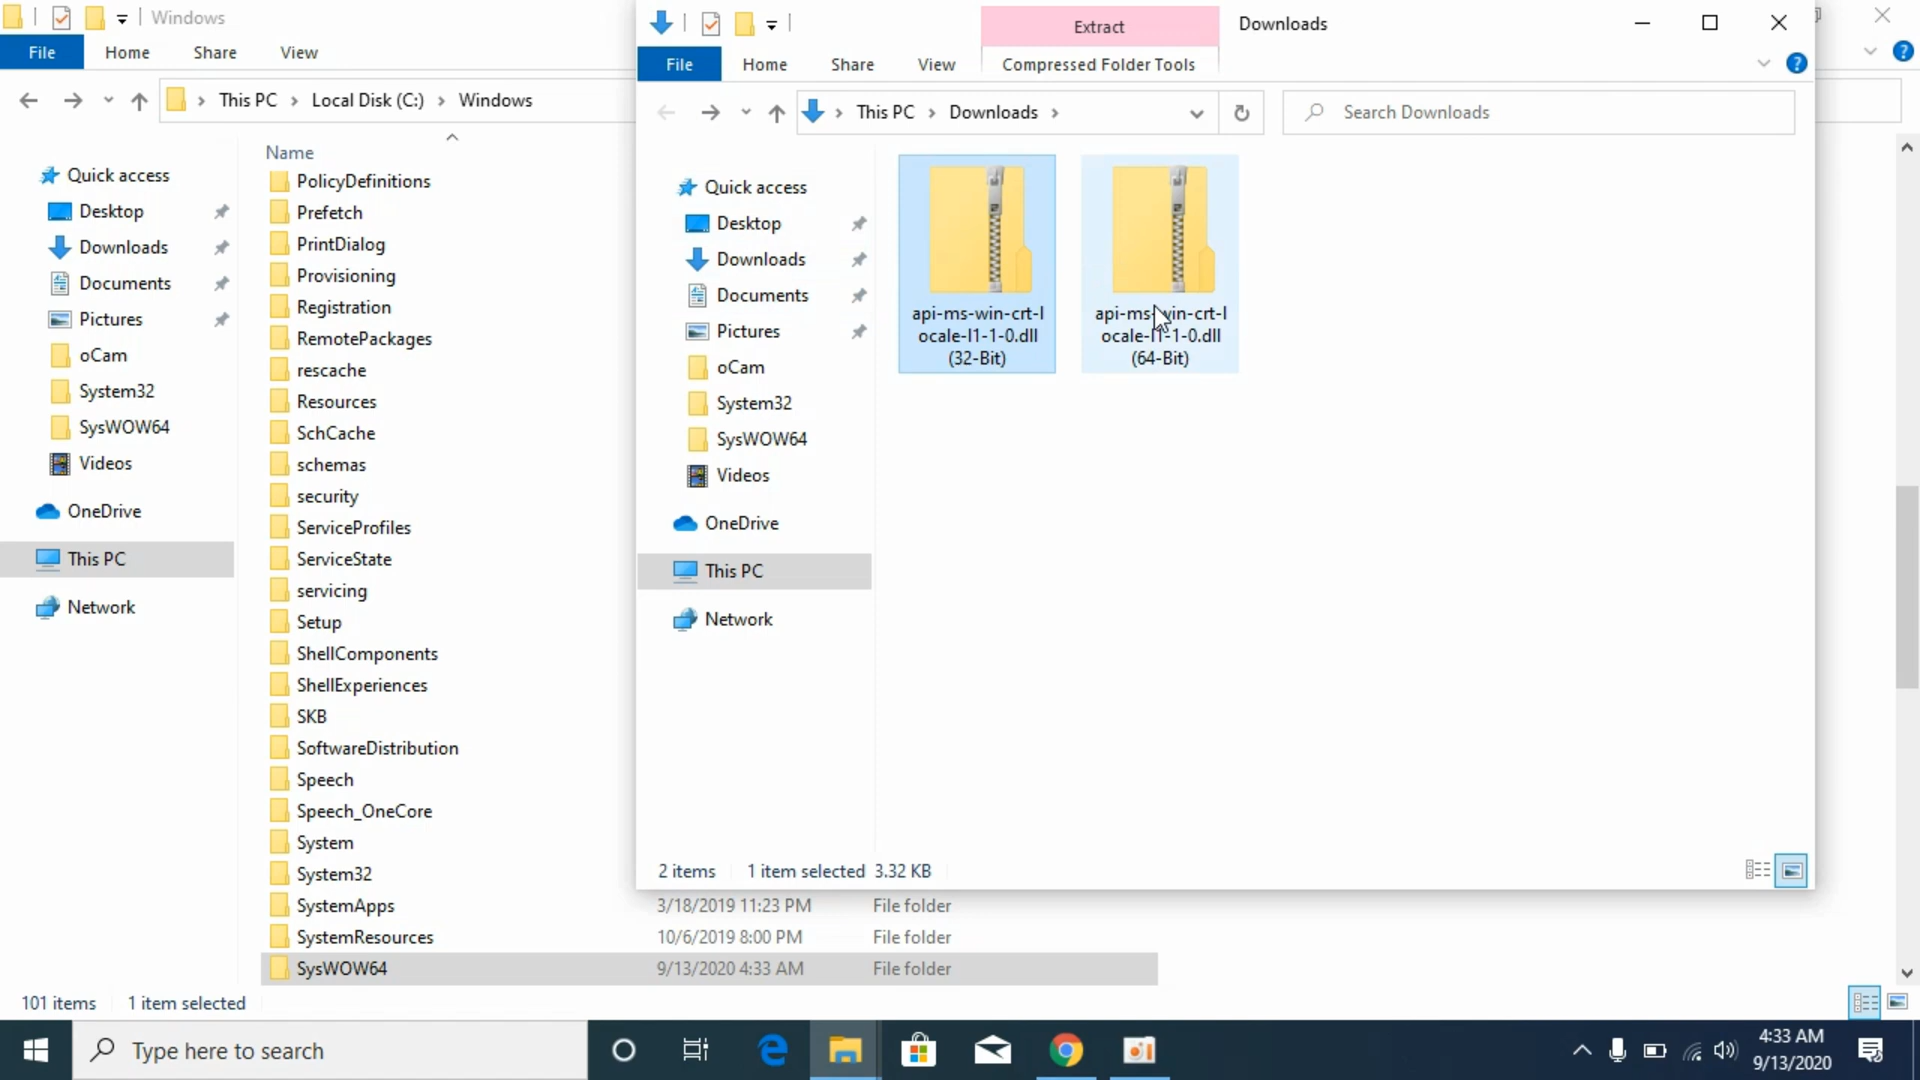 Windows
File
Home
Share
View
This PC
Local Disk (C:)
Windows
Name
Quick access
Desktop
Downloads
Documents
Pictures
oCam
System32
SysWOW64
Videos
OneDrive
This PC
Network
PolicyDefinitions
Prefetch
PrintDialog
Provisioning
Registration
RemotePackages
rescache
Resources
SchCache
schemas
security
ServiceProfiles
ServiceState
servicing
Setup
ShellComponents
ShellExperiences
SKB
SoftwareDistribution
Speech
Speech_OneCore
System
System32
SystemApps 3/18/2019 11:23 PM File folder
SystemResources 10/6/2019 8:00 PM File folder
SysWOW64 9/13/2020 4:33 AM File folder
101 items 1 item selected
Extract
Downloads
File
Home
Share
View
Compressed Folder Tools
This PC
Downloads
Search Downloads
Quick access
Desktop
Downloads
Documents
Pictures
oCam
System32
SysWOW64
Videos
OneDrive
This PC
Network
api-ms-win-crt-l
ocale-l1-1-0.dll
(32-Bit)
api-ms-win-crt-l
ocale-l1-1-0.dll
(64-Bit)
2 items 1 item selected 3.32 KB
Type here to search
4:33 AM
9/13/2020